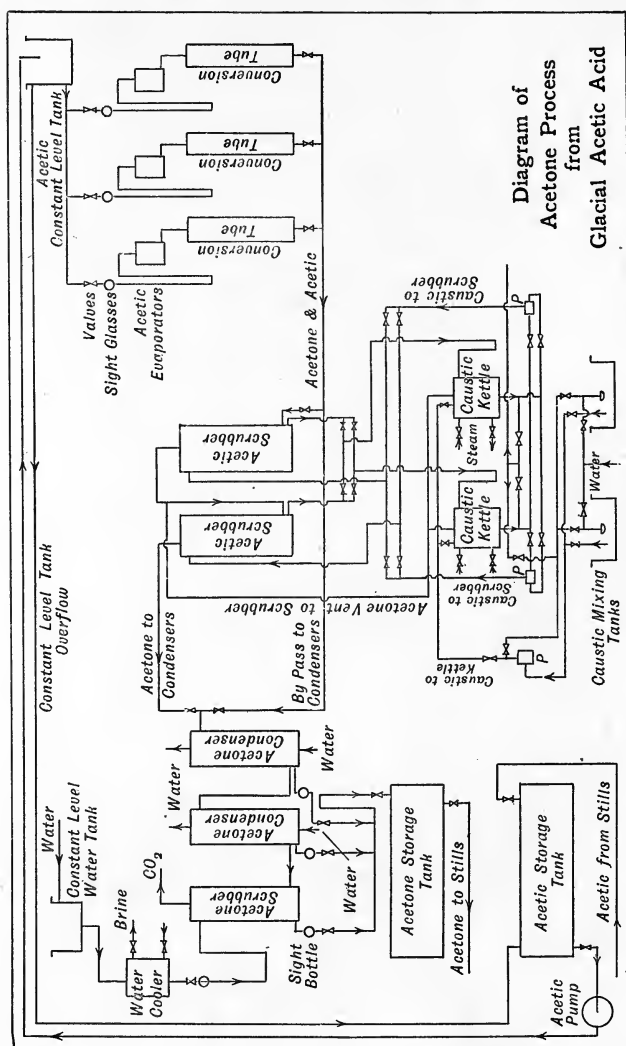 Diagram of
Acetone Process
from
Glacial Acetic Acid
Constant Level Tank
Overflow
Acetic
Constant Level Tank
Valves
Sight Glasses
Acetic
Evaporators
Conversion
Tube
Conversion
Tube
Conversion
Tube
Acetone & Acetic
Acetic
Scrubber
Acetic
Scrubber
Acetone to
Condensers
Acetone Vent to Scrubber
By Pass to
Condensers
Caustic to
Scrubber
Caustic
Kettle
Steam
Caustic
Kettle
Caustic to
Scrubber
P
P
Caustic to
Kettle
P
Water
Caustic Mixing
Tanks
Water
Constant Level
Water Tank
Brine
Water
Cooler
CO2
Acetone
Scrubber
Acetone
Condenser
Acetone
Condenser
Water
Water
Water
Sight
Bottle
Acetone Storage
Tank
Acetone to Stills
Acetic Storage
Tank
Acetic from Stills
Acetic
Pump